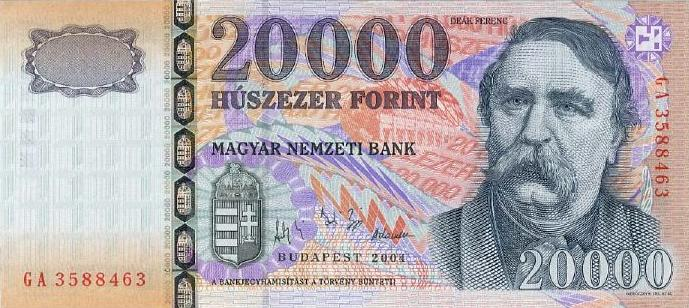 DEÁK FERENC
20000
HÚSZEZER FORINT
MAGYAR NEMZETI BANK
GA 3588463
BUDAPEST 2004
A BANKJEGYHAMISÍTÁST A TÖRVÉNY BÜNTETI!
GA 3588463
20000